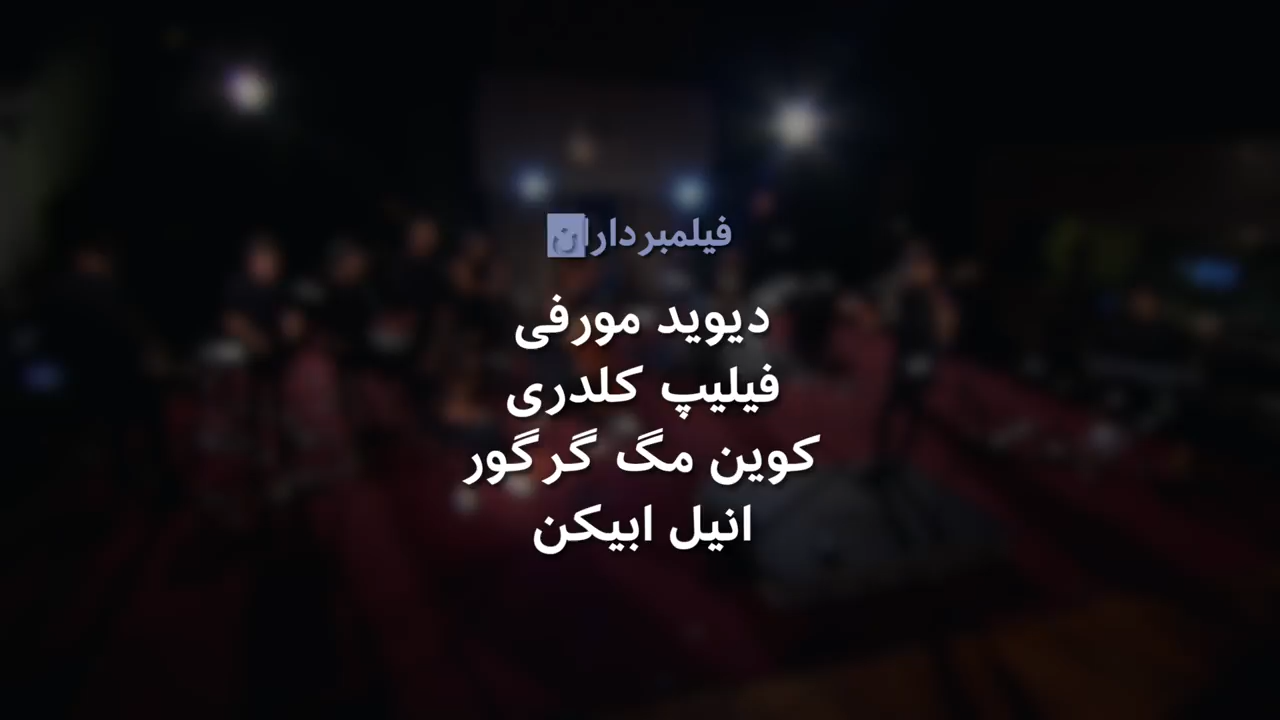 فیلمبرداران
دیوید مورفی
فیلیپ کلدری
کوین مگ گرگور
انیل ابیکن